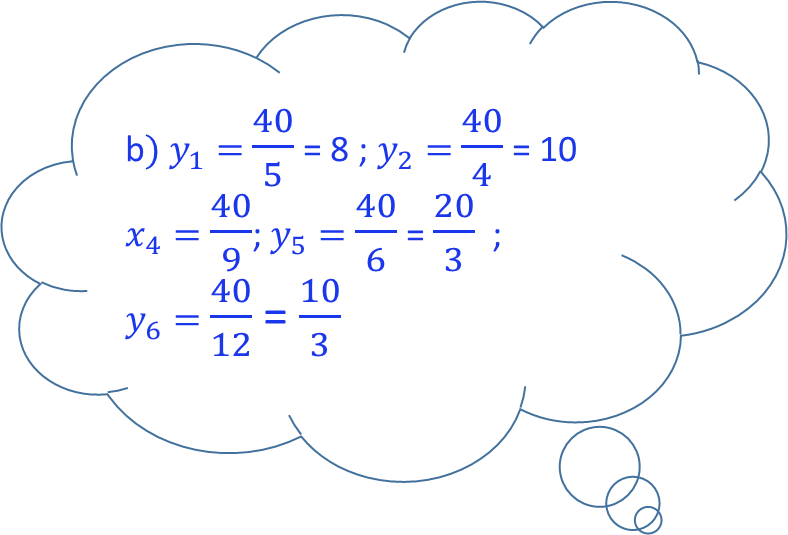 b) y₁ = 40/5 = 8 ; y₂ = 40/4 = 10
x₄ = 40/9; y₅ = 40/6 = 20/3 ;
y₆ = 40/12 = 10/3